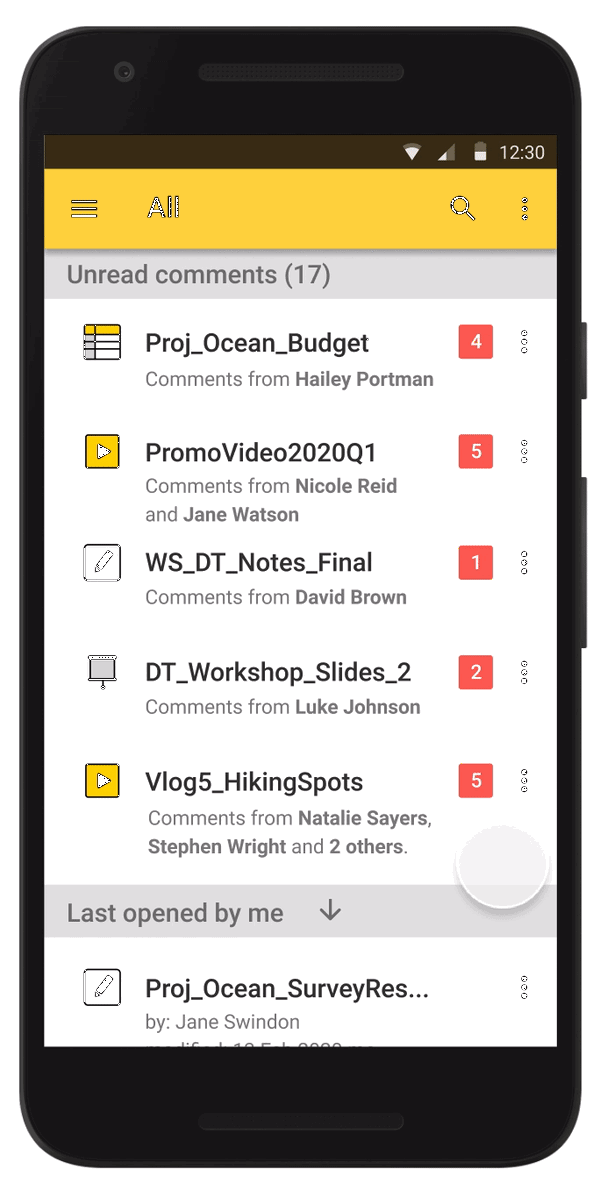 12:30
All
Unread comments (17)
Proj_Ocean_Budget
4
Comments from Hailey Portman
PromoVideo2020Q1
5
Comments from Nicole Reid
and Jane Watson
WS_DT_Notes_Final
1
Comments from David Brown
DT_Workshop_Slides_2
2
Comments from Luke Johnson
Vlog5_HikingSpots
5
Comments from Natalie Sayers,
Stephen Wright and 2 others.
Last opened by me
Proj_Ocean_SurveyRes...
by: Jane Swindon